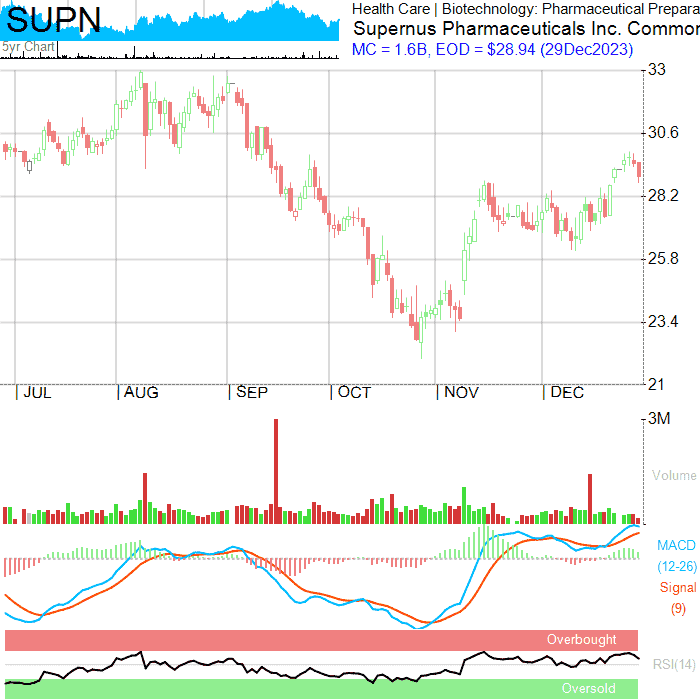 SUPN
Health Care | Biotechnology: Pharmaceutical Prepara
Supernus Pharmaceuticals Inc. Common
MC = 1.6B, EOD = $28.94 (29Dec2023)
5yr Chart
33
30.6
28.2
25.8
23.4
21
| JUL | AUG | SEP | OCT | NOV | DEC
3M
Volume
MACD
(12-26)
Signal
(9)
Overbought
RSI(14)
Oversold